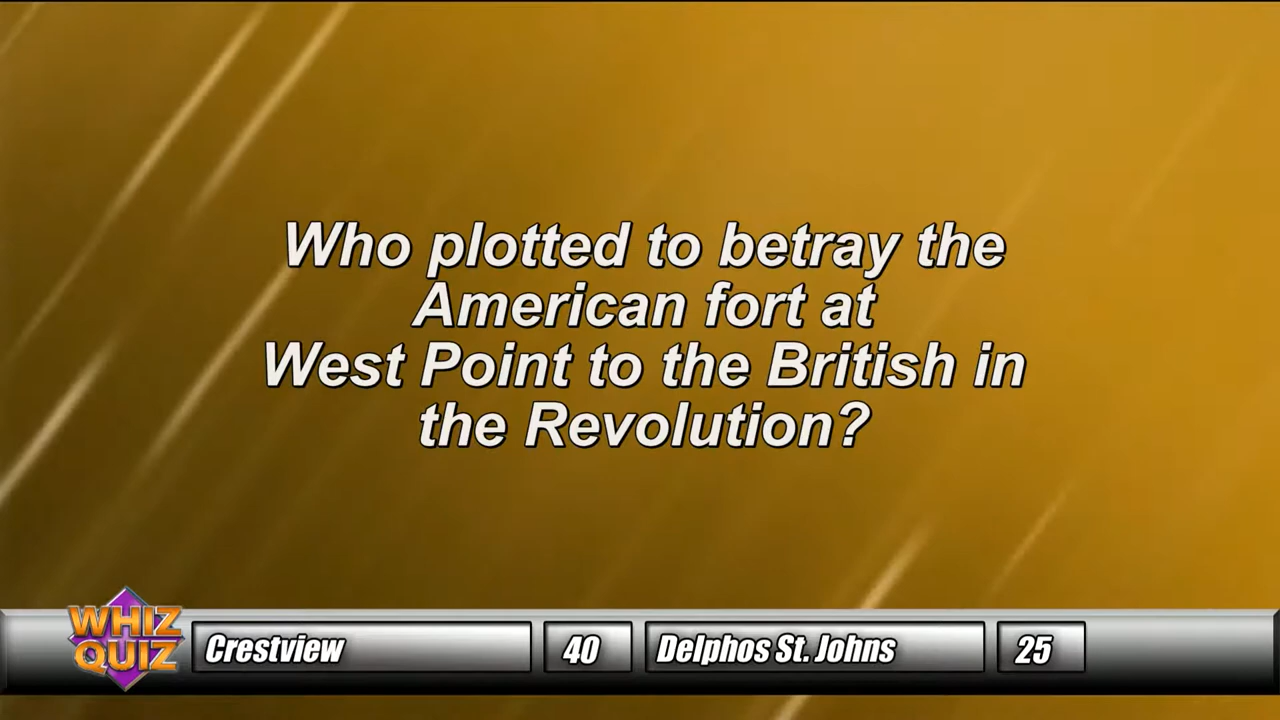 Who plotted to betray the
American fort at
West Point to the British in
the Revolution?
WHIZ
QUIZ
Crestview
40
Delphos St. Johns
25